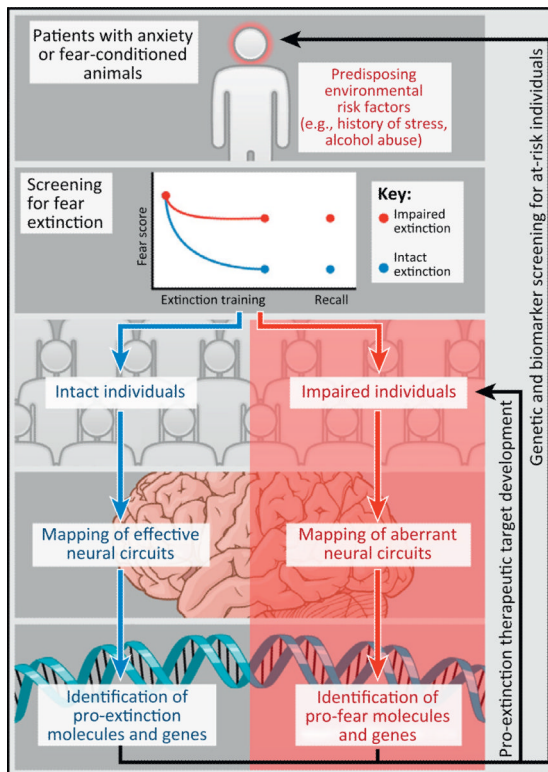 Patients with anxiety
or fear-conditioned
animals
Predisposing
environmental
risk factors
(e.g., history of stress,
alcohol abuse)
Screening
for fear
extinction
Fear score
Extinction training
Recall
Key:
Impaired
extinction
Intact
extinction
Intact individuals
Impaired individuals
Mapping of effective
neural circuits
Mapping of aberrant
neural circuits
Identification of
pro-extinction
molecules and genes
Identification of
pro-fear molecules
and genes
Pro-extinction therapeutic target development
Genetic and biomarker screening for at-risk individuals